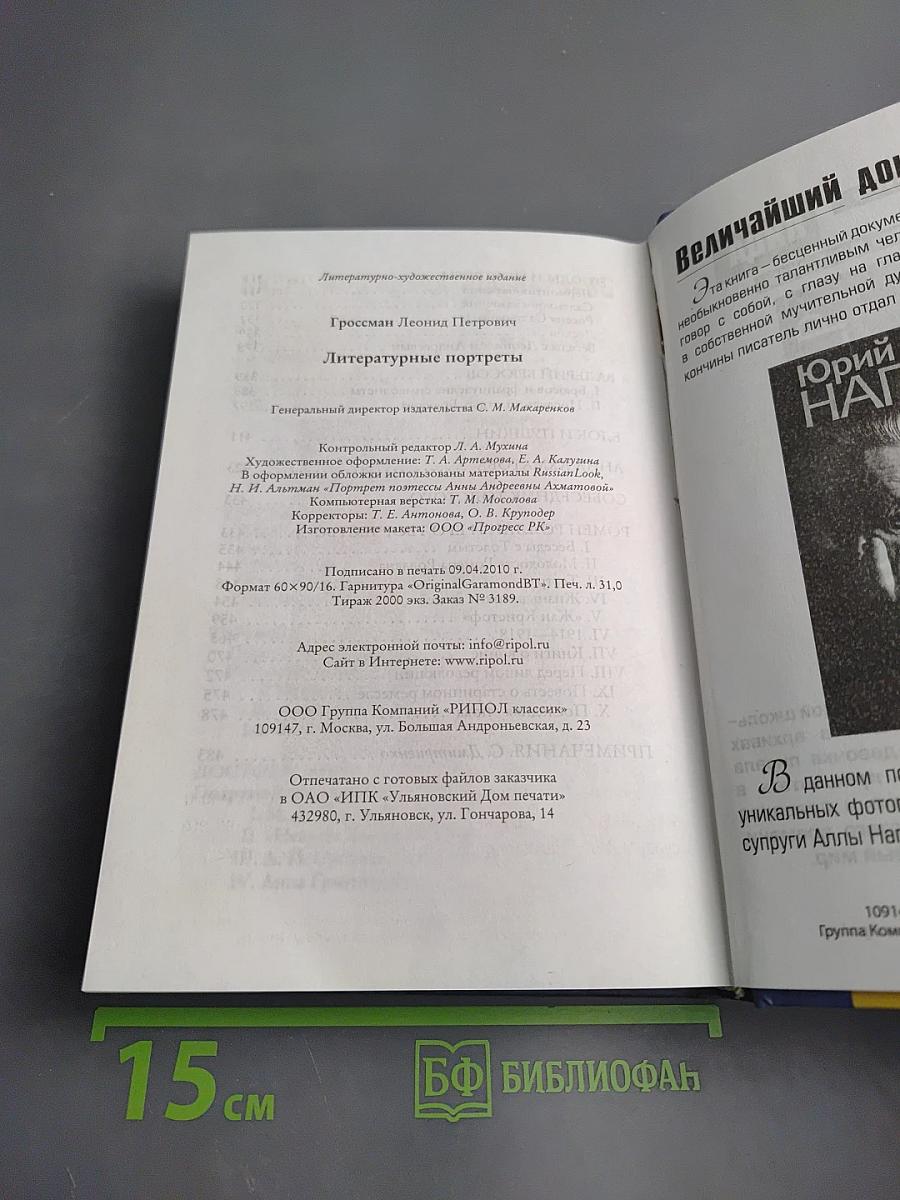 Литературно-художественное издание
Гроссман Леонид Петрович
Литературные портреты
Генеральный директор издательства С. М. Макаренков
Контрольный редактор Л. А. Мухина
Художественное оформление: Т. А. Артемова, Е. А. Калугина
В оформлении обложки использованы материалы RussianLook,
Н. И. Альтман «Портрет поэтессы Анны Андреевны Ахматовой»
Компьютерная верстка: Т. М. Мосолова
Корректоры: Т. Е. Антонова, О. В. Круподер
Изготовление макета: ООО «Прогресс РК»
Подписано в печать 09.04.2010 г.
Формат 60×90/16. Гарнитура «OriginalGaramondBT». Печ. л. 31,0
Тираж 2000 экз. Заказ № 3189.
Адрес электронной почты: info@ripol.ru
Сайт в Интернете: www.ripol.ru
ООО Группа Компаний «РИПОЛ классик»
109147, г. Москва, ул. Большая Андроньевская, д. 23
Отпечатано с готовых файлов заказчика
в ОАО «ИПК «Ульяновский Дом печати»
432980, г. Ульяновск, ул. Гончарова, 14
Величайший
Эта книга – бесценный
необыкновенно талантливым
говор с собой, с глазу на
в собственной мучительной
кончины писатель лично отдал
Юрий
В данном
уникальных
супруги Аллы
Группа
15 см
БФ БИБЛИОФАН